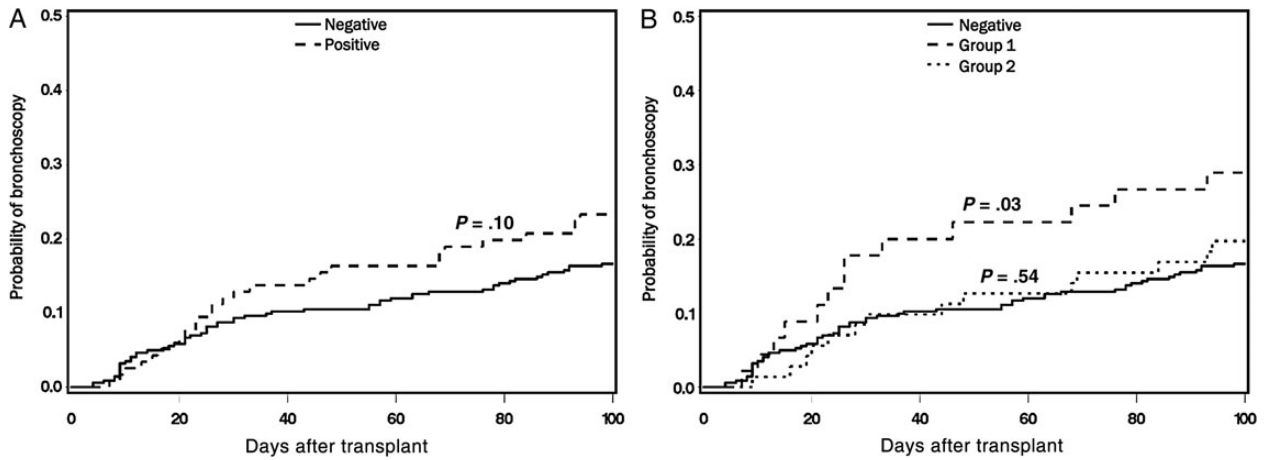 A
Negative
Positive
Probability of bronchoscopy
0.5
0.4
0.3
0.2
0.1
0.0
P = .10
0 20 40 60 80 100
Days after transplant
B
Negative
Group 1
Group 2
Probability of bronchoscopy
0.5
0.4
0.3
0.2
0.1
0.0
P = .03
P = .54
0 20 40 60 80 100
Days after transplant